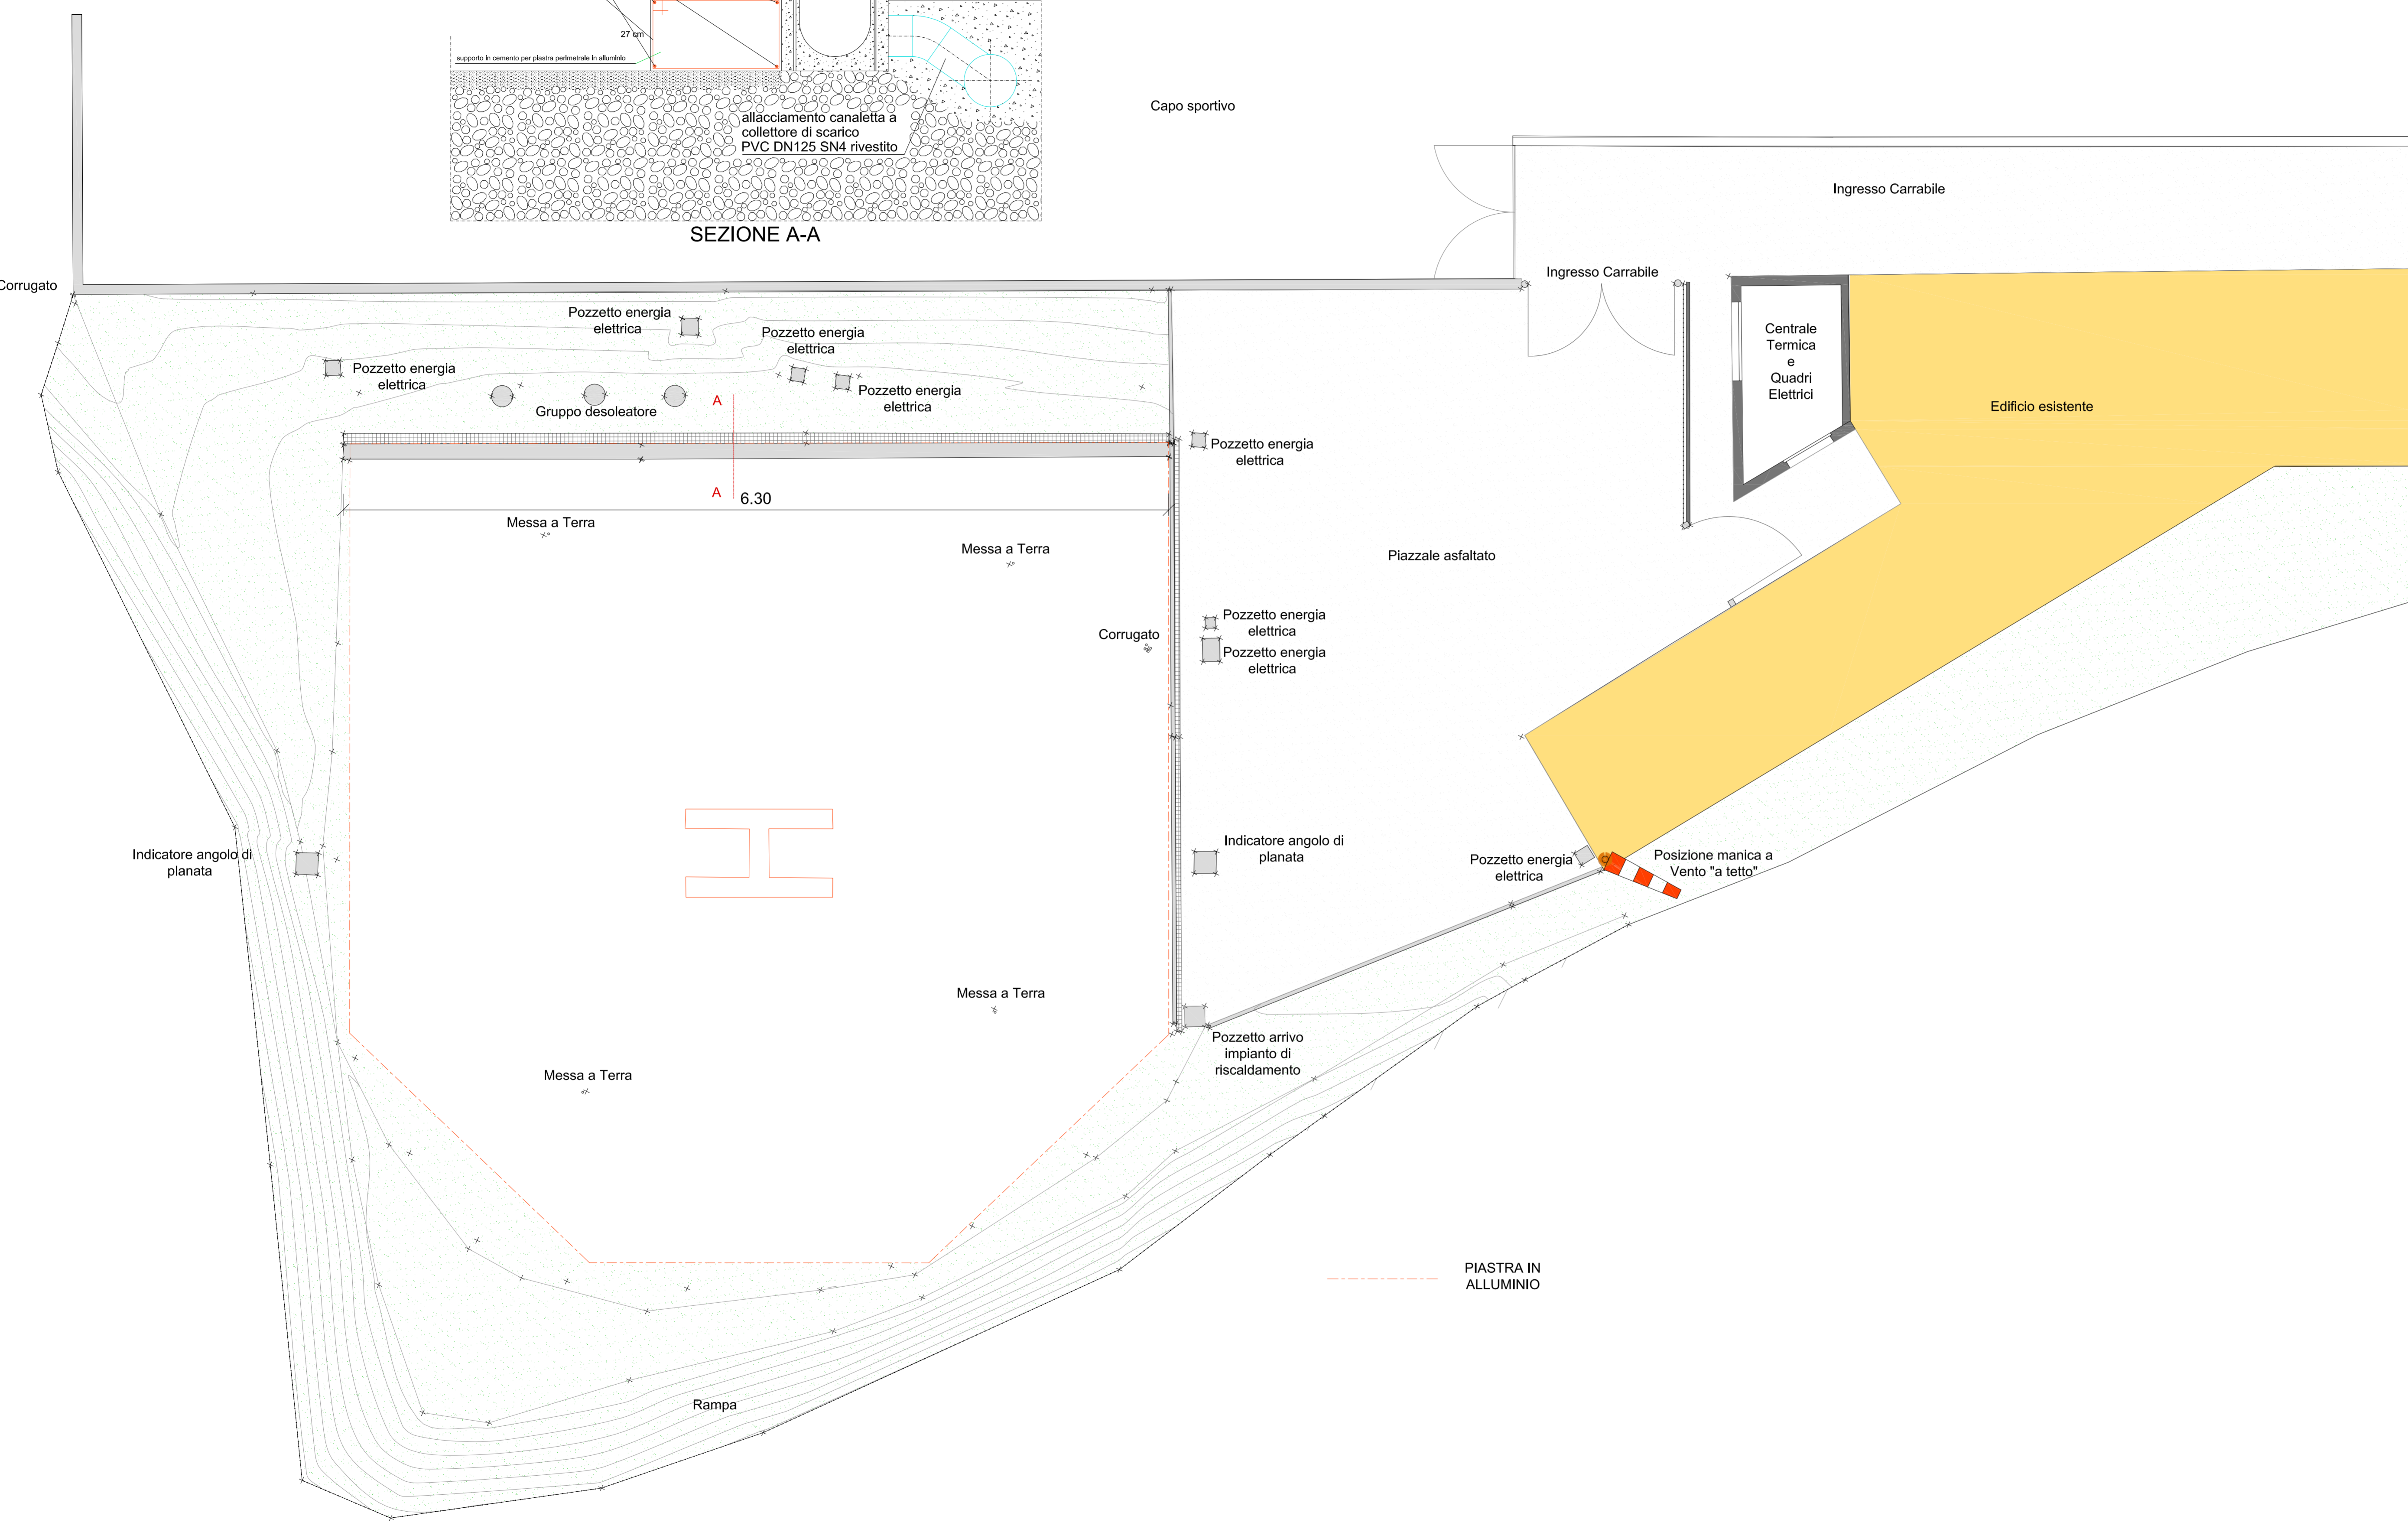 27 cm
supporto in cemento per piastra perimetrale in alluminio
allacciamento canaletta a
collettore di scarico
PVC DN125 SN4 rivestito
SEZIONE A-A
Capo sportivo
Ingresso Carrabile
Ingresso Carrabile
Corrugato
Pozzetto energia
elettrica
Pozzetto energia
elettrica
Pozzetto energia
elettrica
Pozzetto energia
elettrica
Gruppo desoleatore
A
A
6.30
Centrale
Termica
e
Quadri
Elettrici
Edificio esistente
Pozzetto energia
elettrica
Messa a Terra
Messa a Terra
Piazzale asfaltato
Pozzetto energia
elettrica
Corrugato
Pozzetto energia
elettrica
H
Indicatore angolo di
planata
Indicatore angolo di
planata
Pozzetto energia
elettrica
Posizione manica a
Vento "a tetto"
Messa a Terra
Pozzetto arrivo
impianto di
riscaldamento
Messa a Terra
PIASTRA IN
ALLUMINIO
Rampa